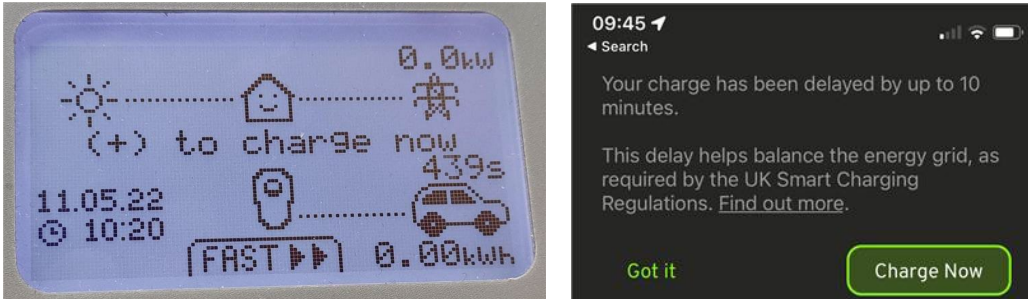 0.0kW
(+) to charge now
439s
11.05.22
10:20
FAST
0.00kWh
09:45
◀ Search
Your charge has been delayed by up to 10
minutes.
This delay helps balance the energy grid, as
required by the UK Smart Charging
Regulations. Find out more.
Got it
Charge Now